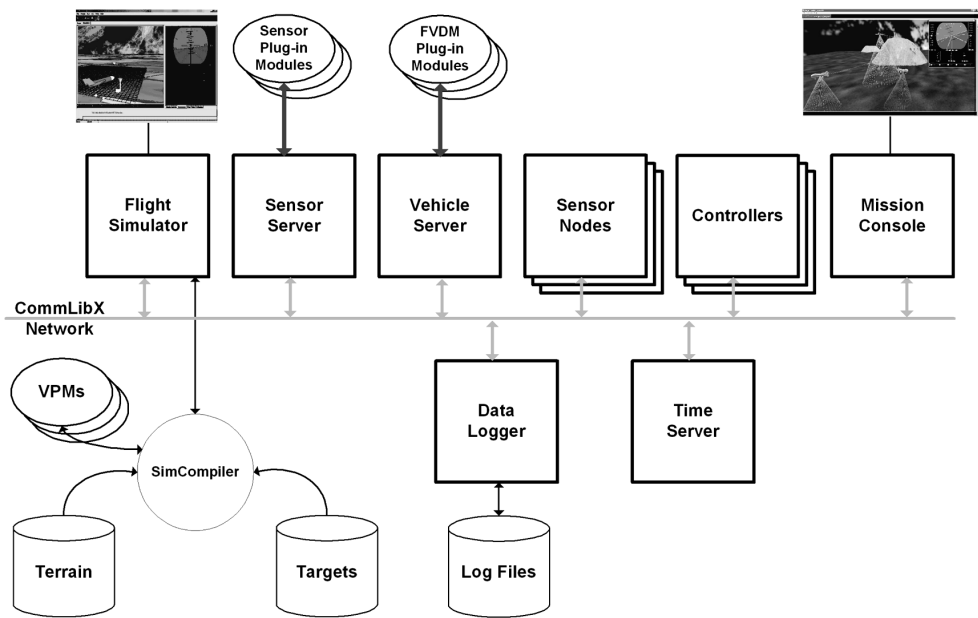 Sensor
Plug-in
Modules
FVDM
Plug-in
Modules
Flight
Simulator
Sensor
Server
Vehicle
Server
Sensor
Nodes
Controllers
Mission
Console
CommLibX
Network
VPMs
SimCompiler
Data
Logger
Time
Server
Terrain
Targets
Log Files